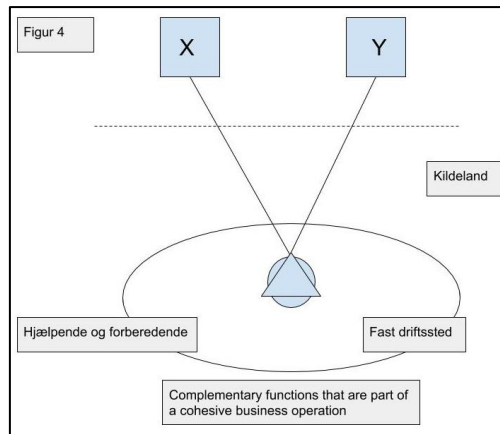 Figur 4
X
Y
Kildeland
Hjælpende og forberedende
Fast driftssted
Complementary functions that are part of
a cohesive business operation